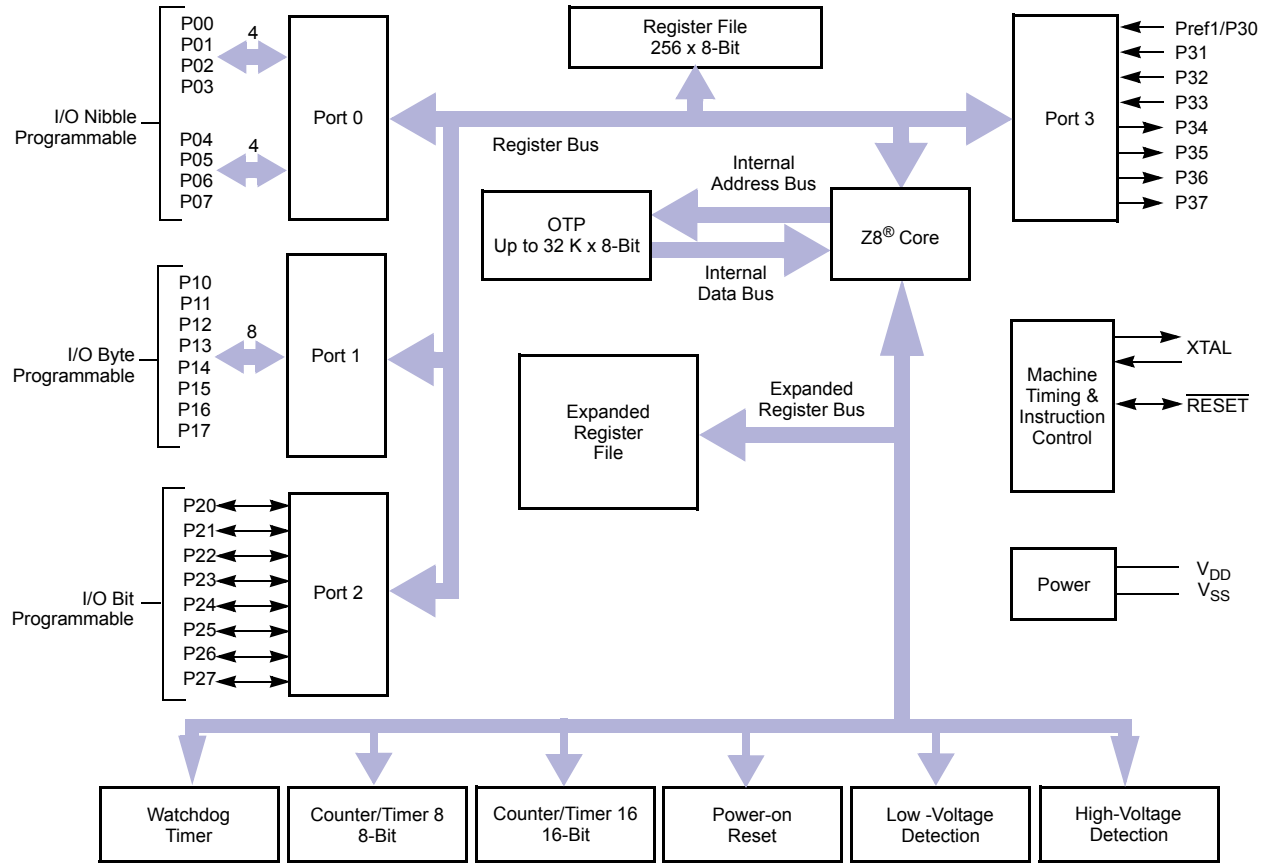 P00
P01
P02
P03
4
I/O Nibble
Programmable
P04
P05
P06
P07
4
Port 0
Register File
256 x 8-Bit
Register Bus
Port 3
Pref1/P30
P31
P32
P33
P34
P35
P36
P37
Internal
Address Bus
OTP
Up to 32 K x 8-Bit
Z8® Core
Internal
Data Bus
I/O Byte
Programmable
P10
P11
P12
P13
P14
P15
P16
P17
8
Port 1
Expanded
Register
File
Expanded
Register Bus
Machine
Timing &
Instruction
Control
XTAL
RESET
I/O Bit
Programmable
P20
P21
P22
P23
P24
P25
P26
P27
Port 2
Power
VDD
VSS
Watchdog
Timer
Counter/Timer 8
8-Bit
Counter/Timer 16
16-Bit
Power-on
Reset
Low -Voltage
Detection
High-Voltage
Detection